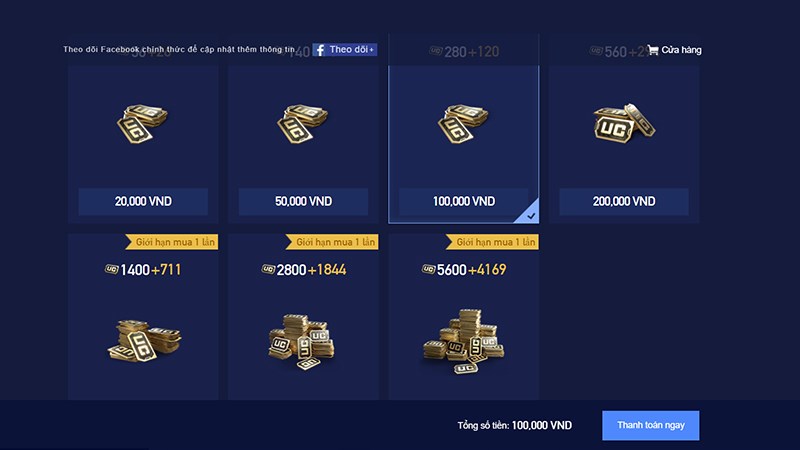 Theo dõi Facebook chính thức để cập nhật thêm thông tin
Theo dõi +
Cửa hàng
280 +120
560
20,000 VND
50,000 VND
100,000 VND
200,000 VND
Giới hạn mua 1 lần
Giới hạn mua 1 lần
Giới hạn mua 1 lần
UC 1400 +711
UC 2800 +1844
UC 5600 +4169
Tổng số tiền: 100,000 VND
Thanh toán ngay